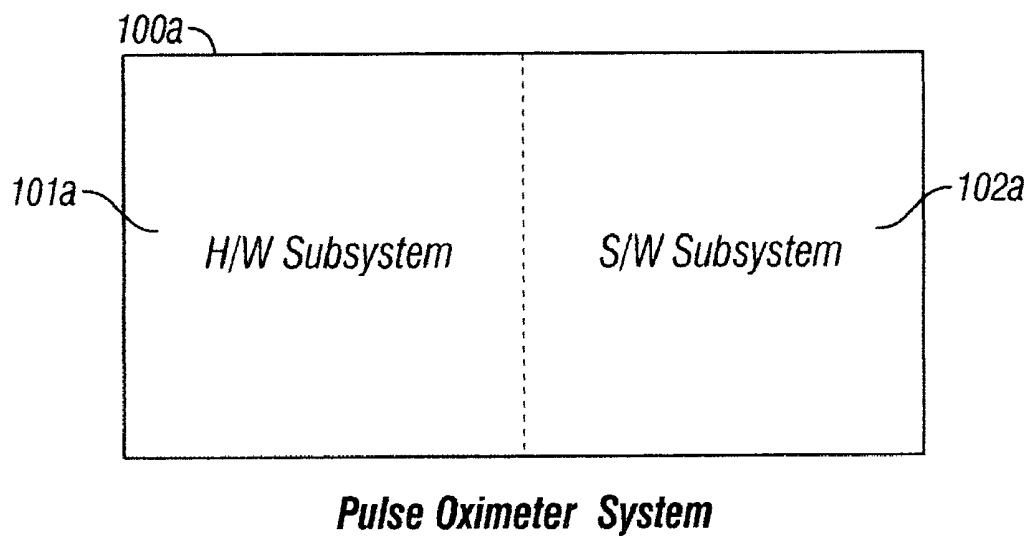 100a
101a
102a
H/W Subsystem
S/W Subsystem
Pulse Oximeter System